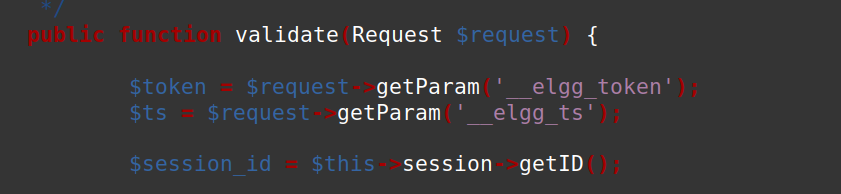 */
public function validate(Request $request) {
$token = $request->getParam('__elgg_token');
$ts = $request->getParam('__elgg_ts');
$session_id = $this->session->getID();